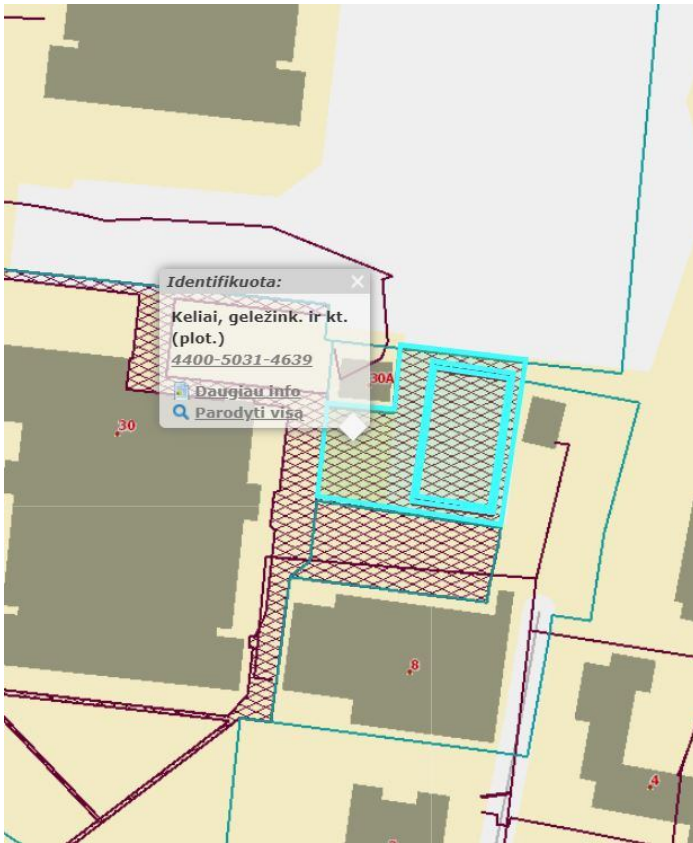 Identifikuota:
Keliai, geležink. ir kt.
(plot.)
4400-5031-4639
Daugiau info
Parodyti visą
30A
30
8
4